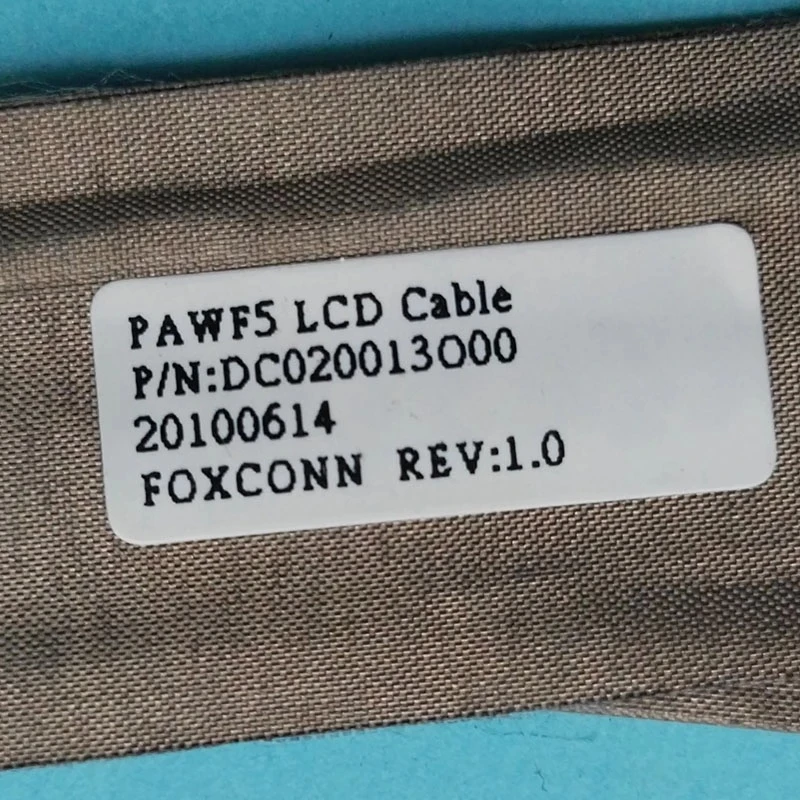 PAWF5 LCD Cable
P/N:DC020013O00
20100614
FOXCONN REV:1.0